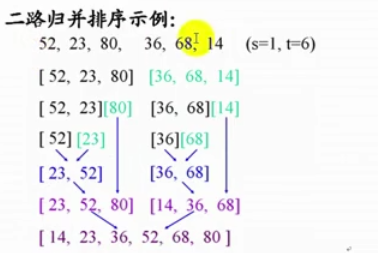 二路归并排序示例:
52, 23, 80, 36, 68, 14 (s=1, t=6)
[ 52, 23, 80] [36, 68, 14]
[ 52, 23][80] [36, 68][14]
[ 52] [23] [36][68]
[ 23, 52] [36, 68]
[ 23, 52, 80] [14, 36, 68]
[ 14, 23, 36, 52, 68, 80 ]